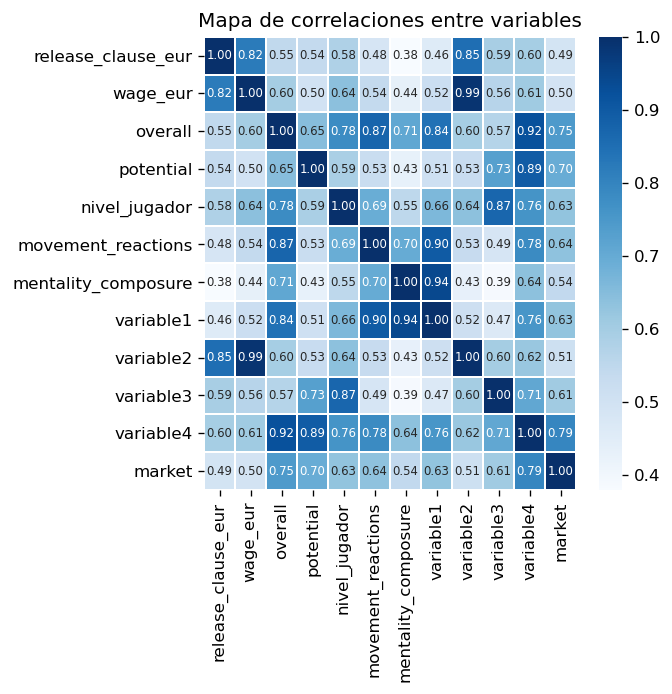 Mapa de correlaciones entre variables
release_clause_eur 1.00 0.82 0.55 0.54 0.58 0.48 0.38 0.46 0.85 0.59 0.60 0.49
wage_eur 0.82 1.00 0.60 0.50 0.64 0.54 0.44 0.52 0.99 0.56 0.61 0.50
overall 0.55 0.60 1.00 0.65 0.78 0.87 0.71 0.84 0.60 0.57 0.92 0.75
potential 0.54 0.50 0.65 1.00 0.59 0.53 0.43 0.51 0.53 0.73 0.89 0.70
nivel_jugador 0.58 0.64 0.78 0.59 1.00 0.69 0.55 0.66 0.64 0.87 0.76 0.63
movement_reactions 0.48 0.54 0.87 0.53 0.69 1.00 0.70 0.90 0.53 0.49 0.78 0.64
mentality_composure 0.38 0.44 0.71 0.43 0.55 0.70 1.00 0.94 0.43 0.39 0.64 0.54
variable1 0.46 0.52 0.84 0.51 0.66 0.90 0.94 1.00 0.52 0.47 0.76 0.63
variable2 0.85 0.99 0.60 0.53 0.64 0.53 0.43 0.52 1.00 0.60 0.62 0.51
variable3 0.59 0.56 0.57 0.73 0.87 0.49 0.39 0.47 0.60 1.00 0.71 0.61
variable4 0.60 0.61 0.92 0.89 0.76 0.78 0.64 0.76 0.62 0.71 1.00 0.79
market 0.49 0.50 0.75 0.70 0.63 0.64 0.54 0.63 0.51 0.61 0.79 1.00
release_clause_eur
wage_eur
overall
potential
nivel_jugador
movement_reactions
mentality_composure
variable1
variable2
variable3
variable4
market
1.0
0.9
0.8
0.7
0.6
0.5
0.4